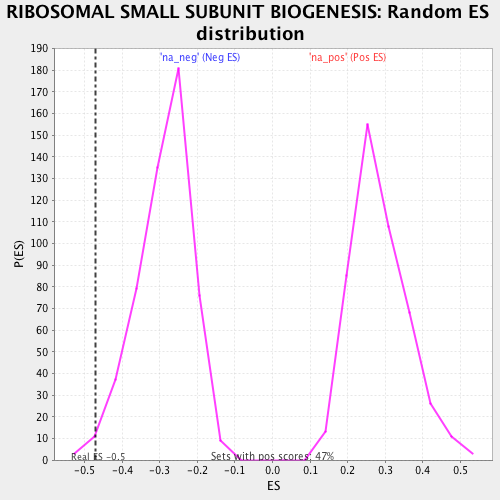 RIBOSOMAL SMALL SUBUNIT BIOGENESIS: Random ES
distribution
'na_neg' (Neg ES)
'na_pos' (Pos ES)
190
180
170
160
150
140
130
120
110
100
90
80
70
60
50
40
30
20
10
0
P(ES)
Real ES -0.5
Sets with pos scores: 47%
-0.5 -0.4 -0.3 -0.2 -0.1 0.0 0.1 0.2 0.3 0.4 0.5
ES